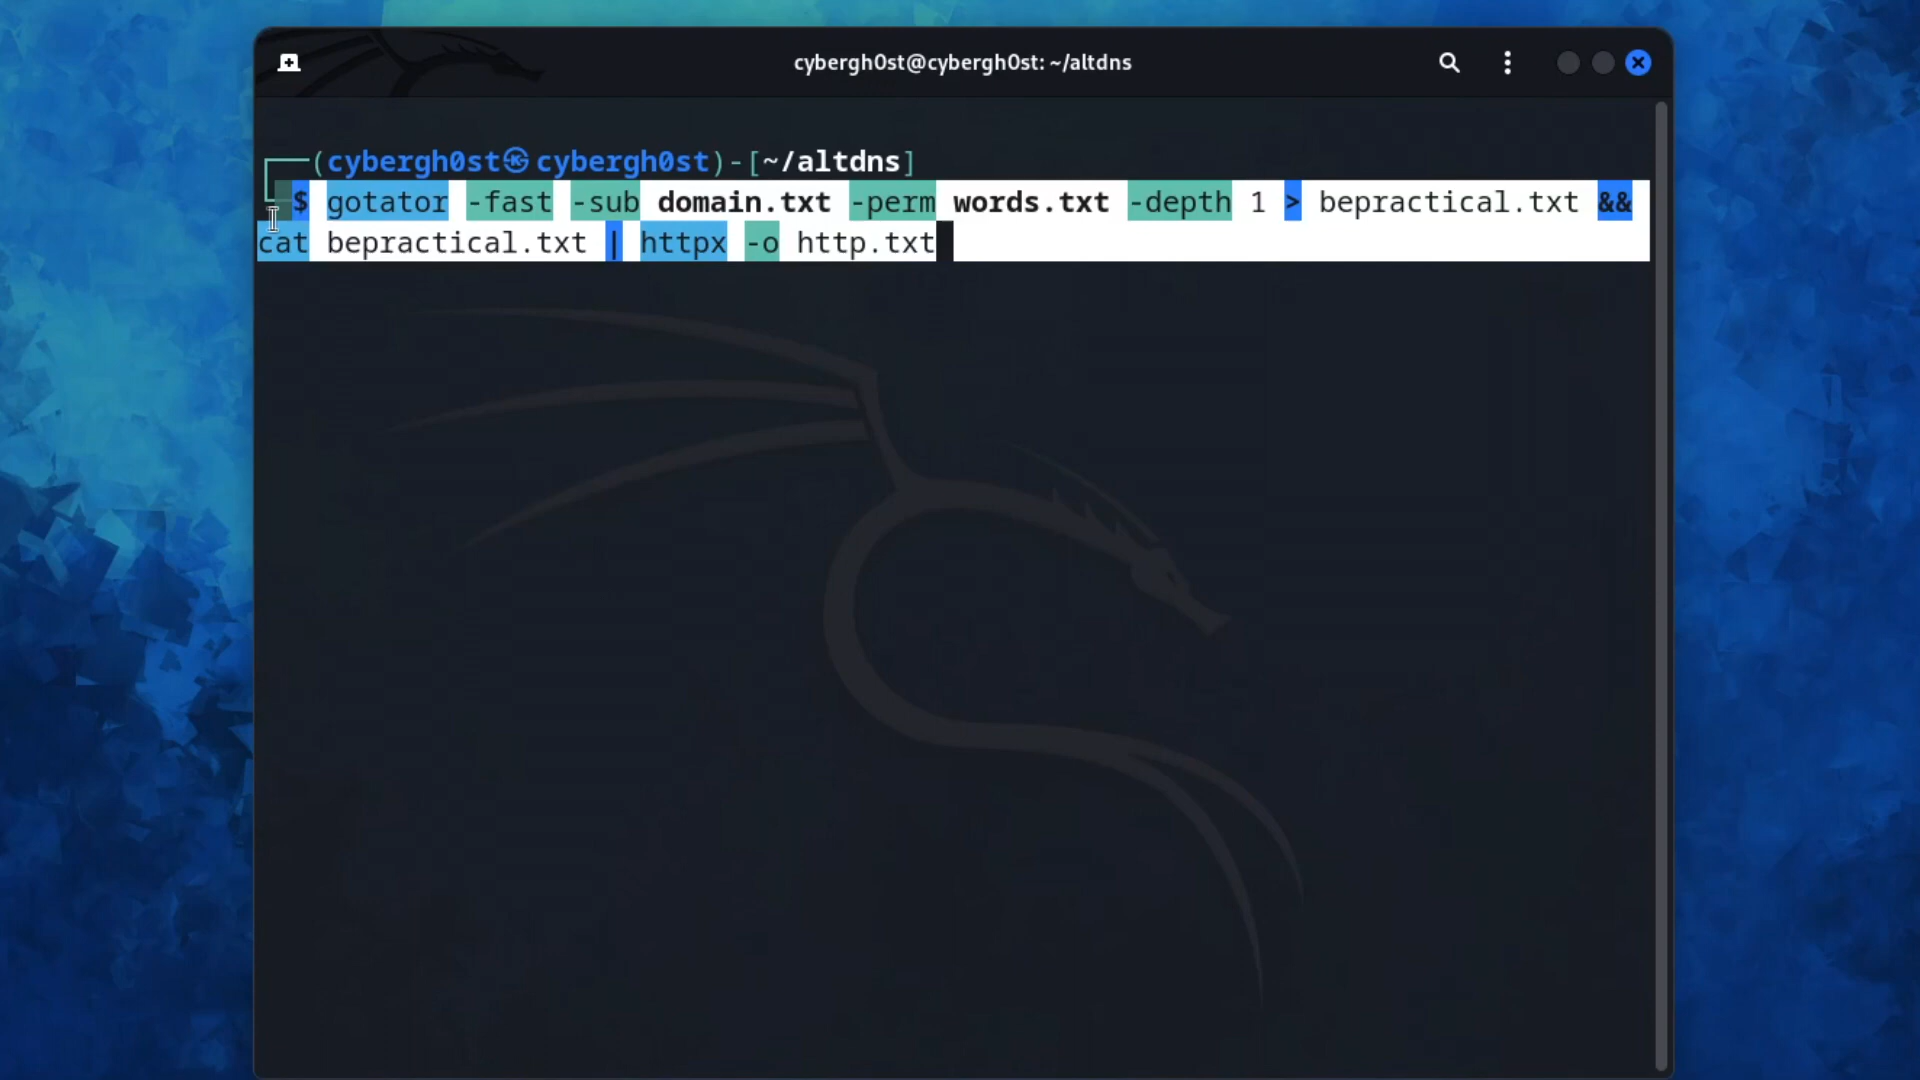 cybergh0st@cybergh0st: ~/altdns
(cybergh0st㉿cybergh0st)-[~/altdns]
$ gotator -fast -sub domain.txt -perm words.txt -depth 1 > bepractical.txt &&
cat bepractical.txt | httpx -o http.txt